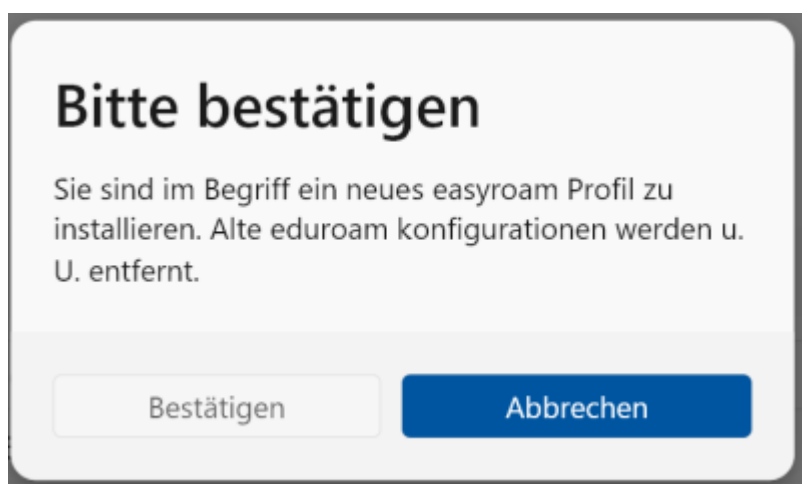 Bitte bestätigen
Sie sind im Begriff ein neues easyroam Profil zu
installieren. Alte eduroam konfigurationen werden u.
U. entfernt.
Bestätigen
Abbrechen